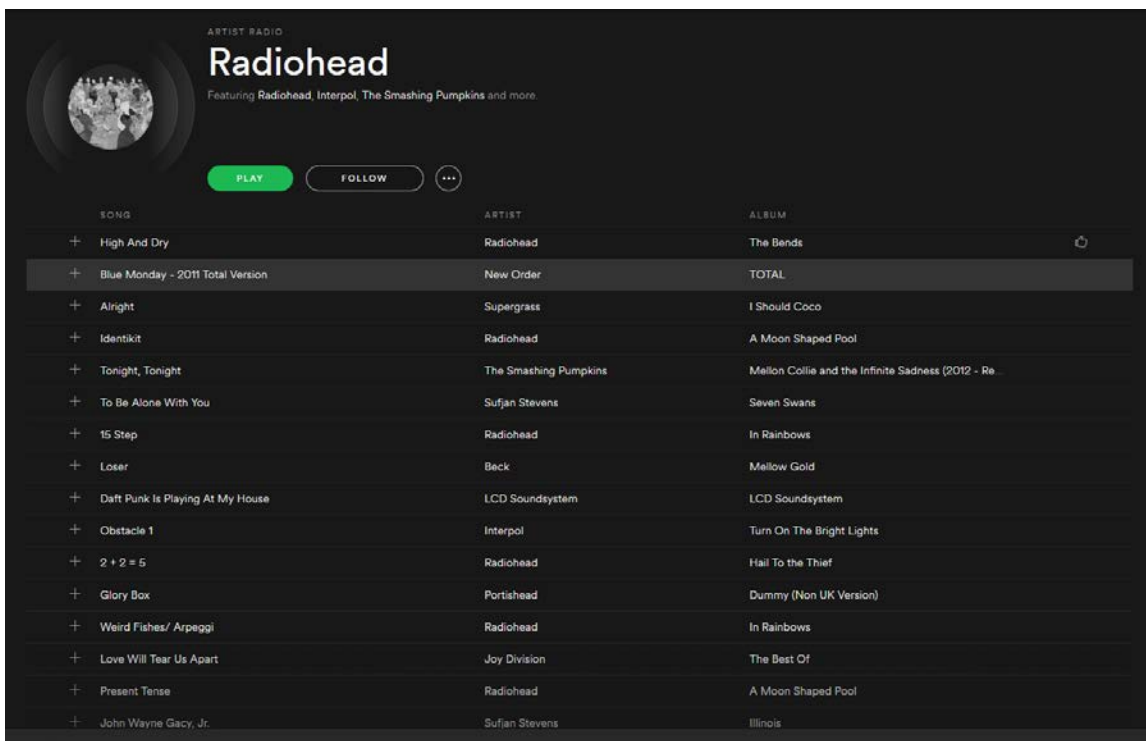 ARTIST RADIO
Radiohead
Featuring Radiohead, Interpol, The Smashing Pumpkins and more.
PLAY FOLLOW
SONG ARTIST ALBUM
+ High And Dry Radiohead The Bends
+ Blue Monday - 2011 Total Version New Order TOTAL
+ Alright Supergrass I Should Coco
+ Identikit Radiohead A Moon Shaped Pool
+ Tonight, Tonight The Smashing Pumpkins Mellon Collie and the Infinite Sadness (2012 - Re...
+ To Be Alone With You Sufjan Stevens Seven Swans
+ 15 Step Radiohead In Rainbows
+ Loser Beck Mellow Gold
+ Daft Punk Is Playing At My House LCD Soundsystem LCD Soundsystem
+ Obstacle 1 Interpol Turn On The Bright Lights
+ 2 + 2 = 5 Radiohead Hail To the Thief
+ Glory Box Portishead Dummy (Non UK Version)
+ Weird Fishes/ Arpeggi Radiohead In Rainbows
+ Love Will Tear Us Apart Joy Division The Best Of
+ Present Tense Radiohead A Moon Shaped Pool
+ John Wayne Gacy, Jr. Sufjan Stevens Illinois